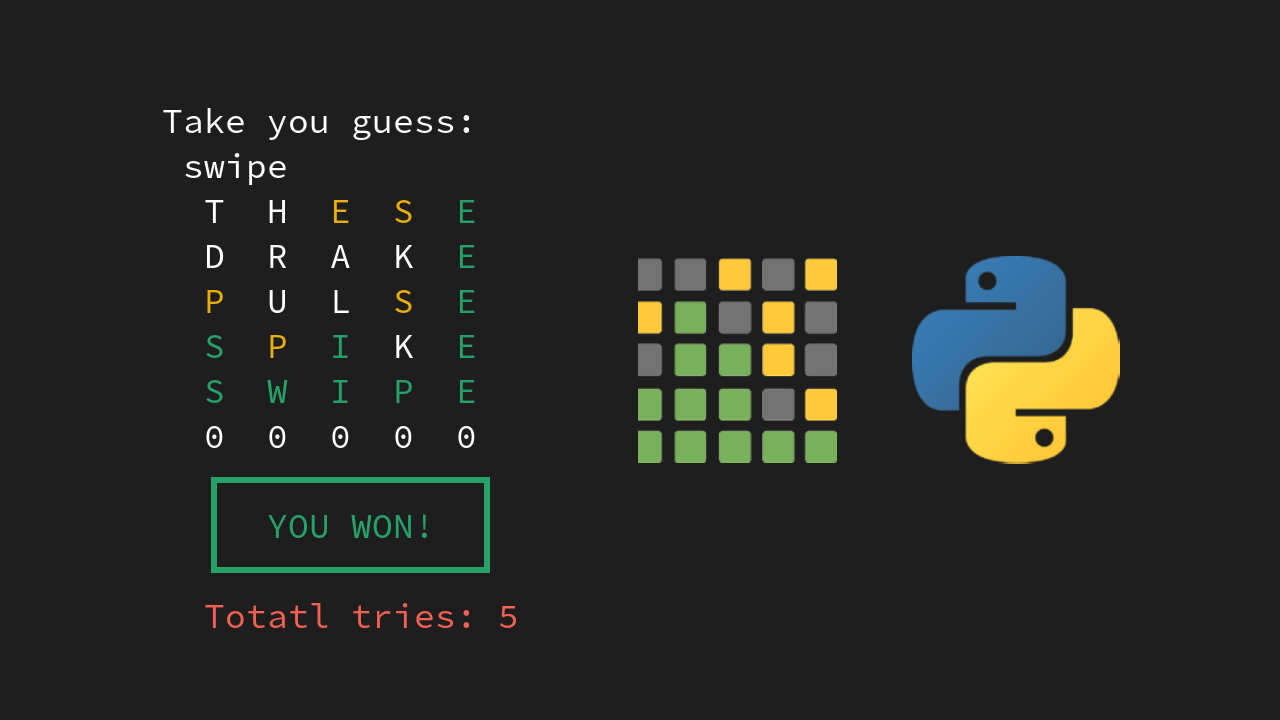 Take you guess:
swipe
T H E S E
D R A K E
P U L S E
S P I K E
S W I P E
0 0 0 0 0
YOU WON!
Totatl tries: 5